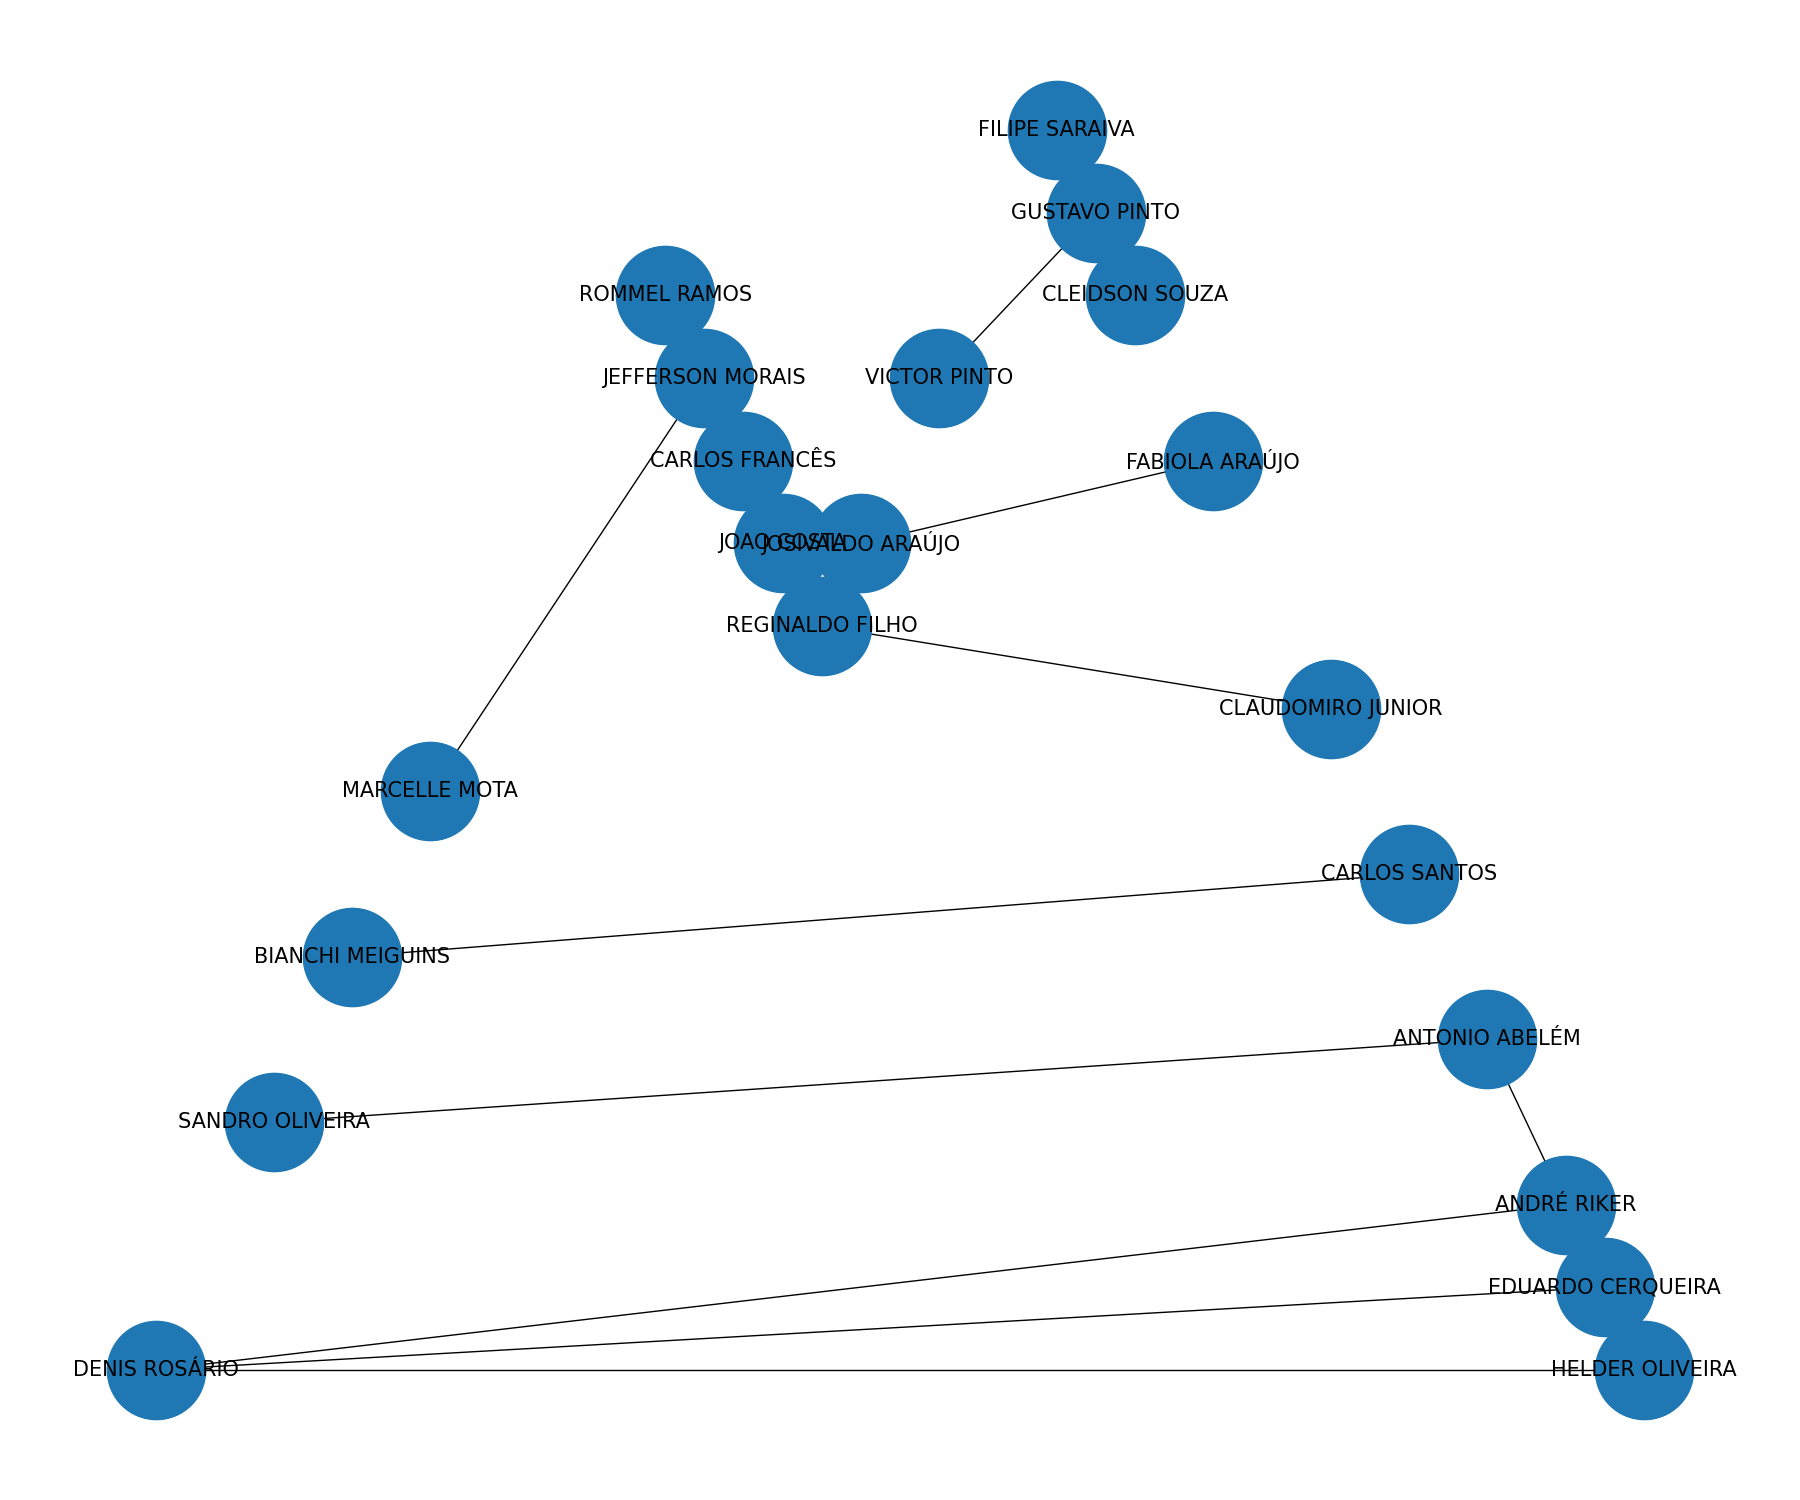 FILIPE SARAIVA
GUSTAVO PINTO
ROMMEL RAMOS
CLEIDSON SOUZA
JEFFERSON MORAIS
VICTOR PINTO
CARLOS FRANCÊS
FABIOLA ARAÚJO
JOAO COSTA
JOSIVALDO ARAÚJO
REGINALDO FILHO
CLAUDOMIRO JUNIOR
MARCELLE MOTA
CARLOS SANTOS
BIANCHI MEIGUINS
ANTONIO ABELÉM
SANDRO OLIVEIRA
ANDRÉ RIKER
EDUARDO CERQUEIRA
DENIS ROSÁRIO
HELDER OLIVEIRA